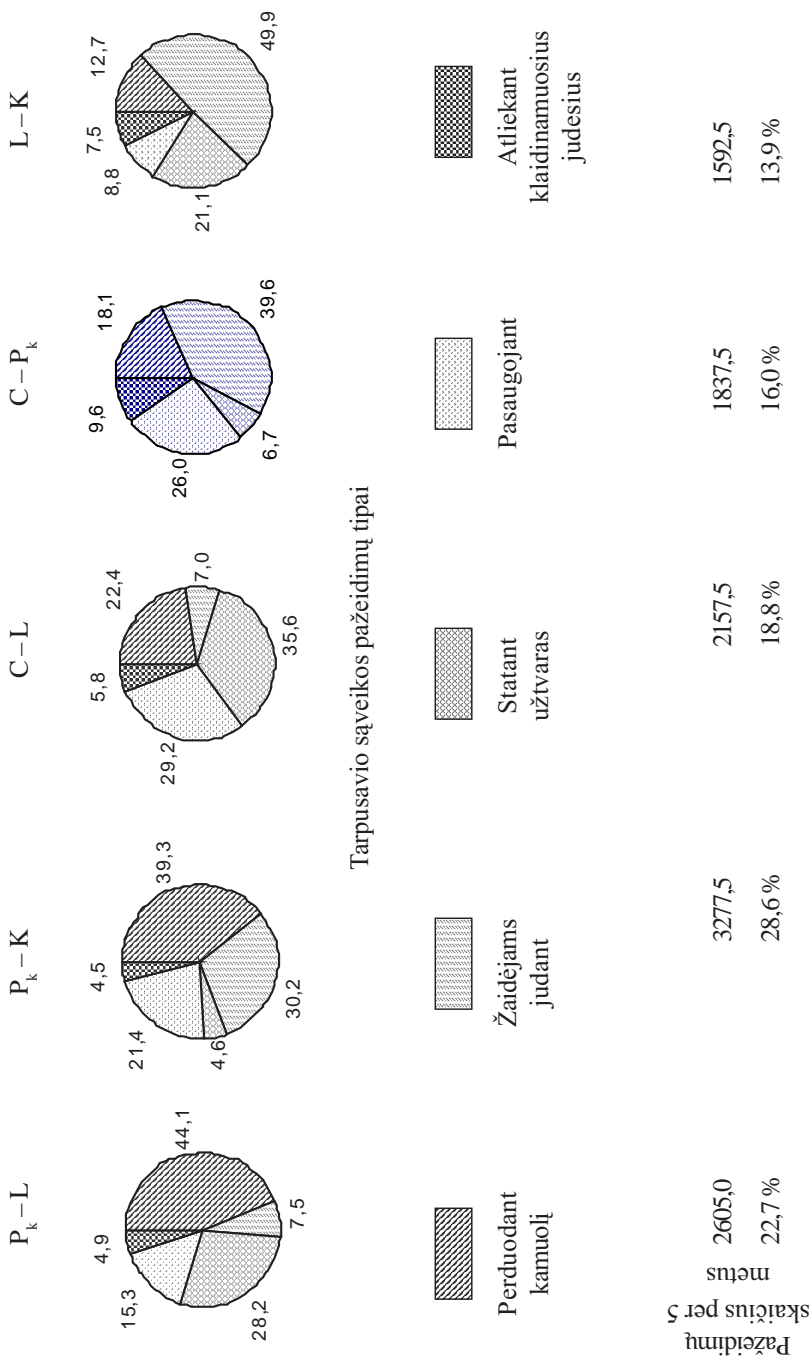 P_k–L
P_k–K
C–L
C–P_k
L–K
4,9
44,1
15,3
28,2
7,5
4,5
39,3
21,4
4,6
30,2
5,8
22,4
7,0
29,2
35,6
9,6
18,1
26,0
6,7
39,6
7,5
12,7
8,8
21,1
49,9
Tarpusavio sąveikos pažeidimų tipai
Perduodant
kamuolį
Žaidėjams
judant
Statant
užtvaras
Pasaugojant
Atliekant
klaidinamuosius
judesius
Pažeidimų
skaičius per 5
metus
2605,0
3277,5
2157,5
1837,5
1592,5
22,7 %
28,6 %
18,8 %
16,0 %
13,9 %